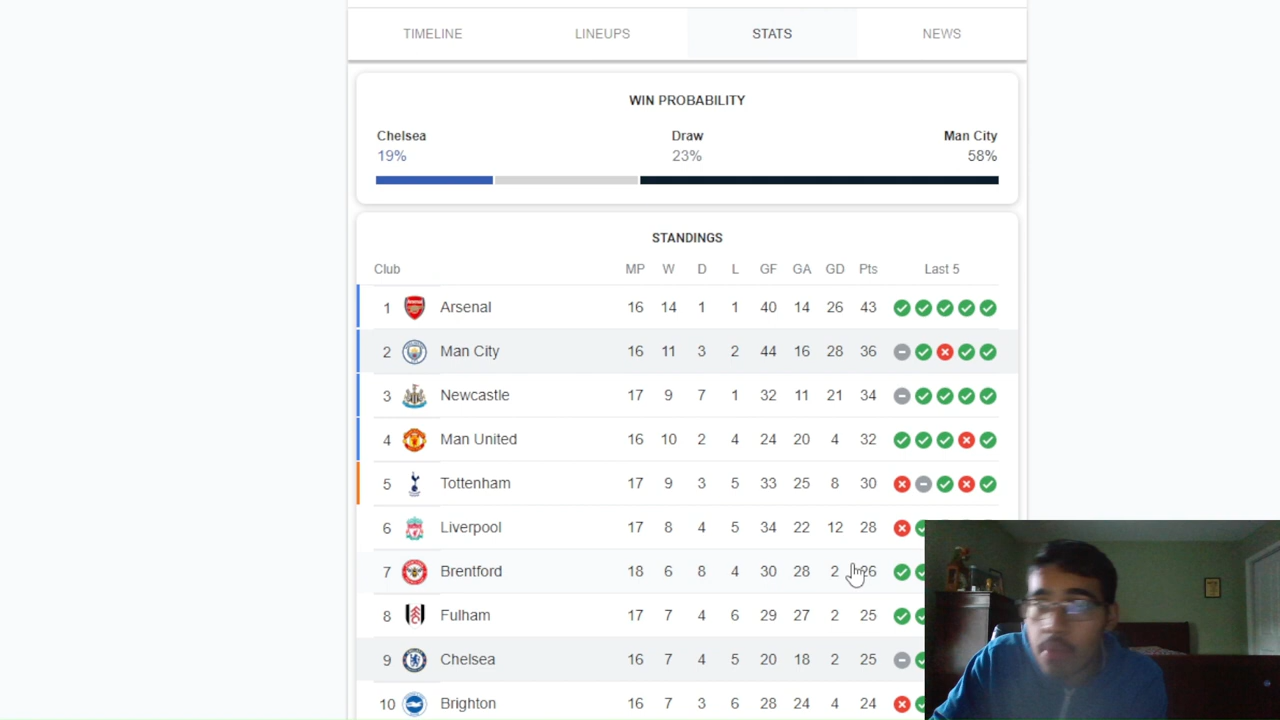 TIMELINE LINEUPS STATS NEWS
WIN PROBABILITY
Chelsea Draw Man City
19% 23% 58%
STANDINGS
Club MP W D L GF GA GD Pts Last 5
1 Arsenal 16 14 1 1 40 14 26 43
2 Man City 16 11 3 2 44 16 28 36
3 Newcastle 17 9 7 1 32 11 21 34
4 Man United 16 10 2 4 24 20 4 32
5 Tottenham 17 9 3 5 33 25 8 30
6 Liverpool 17 8 4 5 34 22 12 28
7 Brentford 18 6 8 4 30 28 2 26
8 Fulham 17 7 4 6 29 27 2 25
9 Chelsea 16 7 4 5 20 18 2 25
10 Brighton 16 7 3 6 28 24 4 24